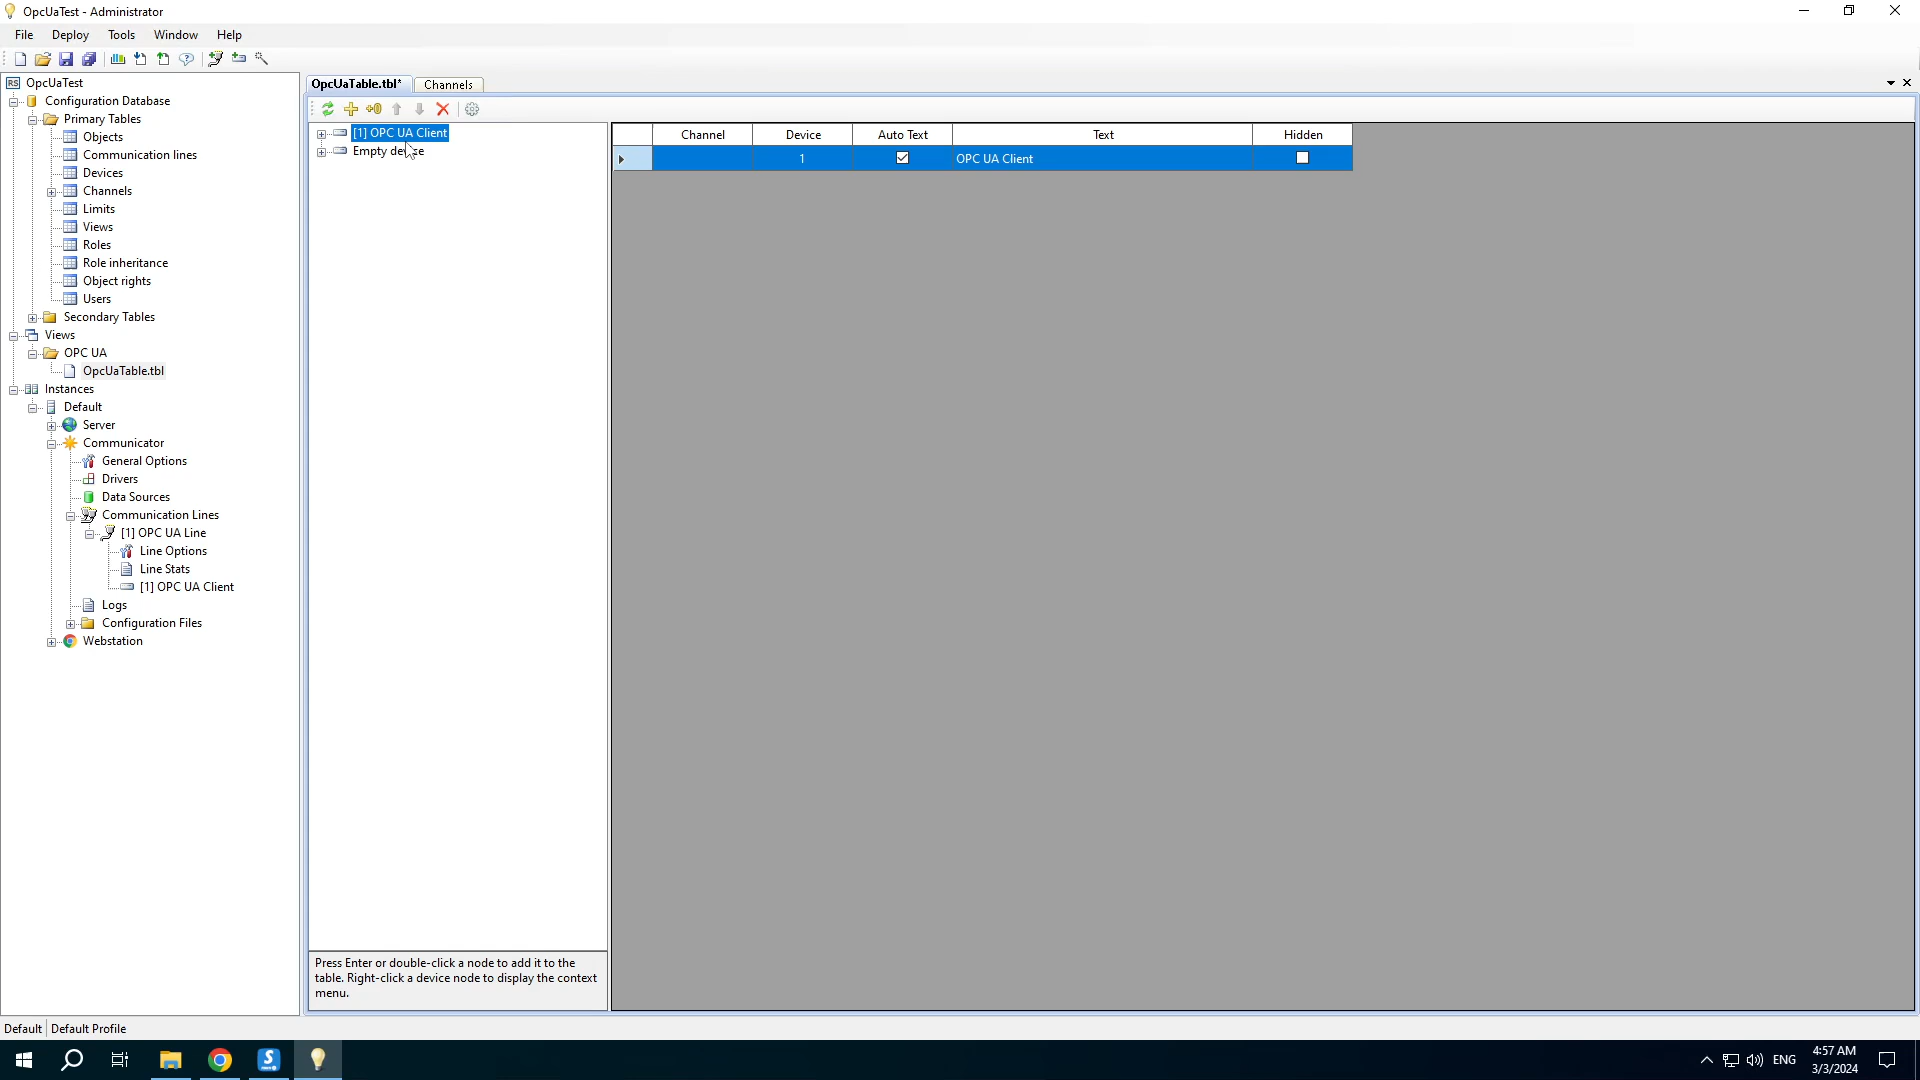 OpcUaTest - Administrator
File Deploy Tools Window Help
OpcUaTest
Configuration Database
Primary Tables
Objects
Communication lines
Devices
Channels
Limits
Views
Roles
Role inheritance
Object rights
Users
Secondary Tables
Views
OPC UA
OpcUaTable.tbl
Instances
Default
Server
Communicator
General Options
Drivers
Data Sources
Communication Lines
[1] OPC UA Line
Line Options
Line Stats
[1] OPC UA Client
Logs
Configuration Files
Webstation
OpcUaTable.tbl* Channels
[1] OPC UA Client
Empty device
Press Enter or double-click a node to add it to the
table. Right-click a device node to display the context
menu.
Channel Device Auto Text Text Hidden
1 OPC UA Client
Default Default Profile
ENG
4:57 AM
3/3/2024